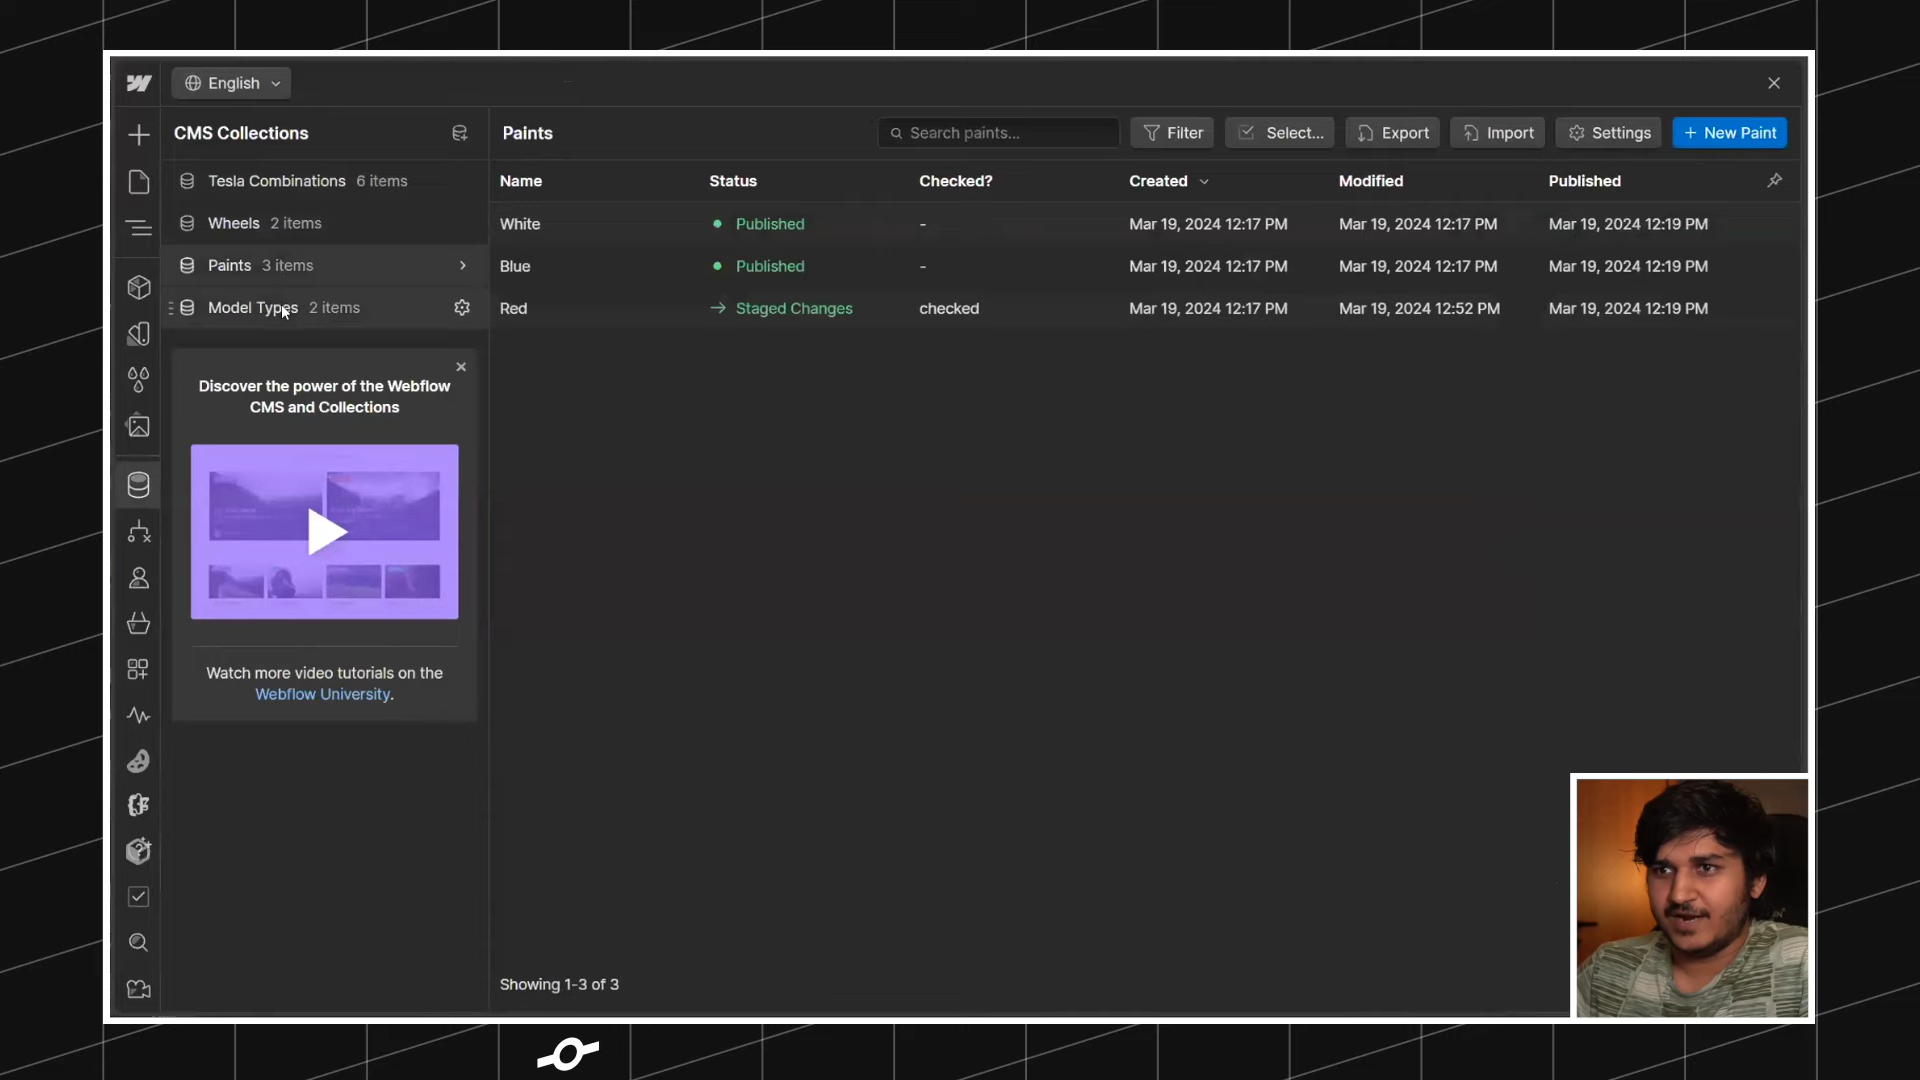 English
CMS Collections
Paints
Search paints...
Filter
Select...
Export
Import
Settings
+ New Paint
Tesla Combinations 6 items
Wheels 2 items
Paints 3 items
Model Types 2 items
Name Status Checked? Created Modified Published
White Published - Mar 19, 2024 12:17 PM Mar 19, 2024 12:17 PM Mar 19, 2024 12:19 PM
Blue Published - Mar 19, 2024 12:17 PM Mar 19, 2024 12:17 PM Mar 19, 2024 12:19 PM
Red Staged Changes checked Mar 19, 2024 12:17 PM Mar 19, 2024 12:52 PM Mar 19, 2024 12:19 PM
Discover the power of the Webflow
CMS and Collections
Watch more video tutorials on the
Webflow University.
Showing 1-3 of 3